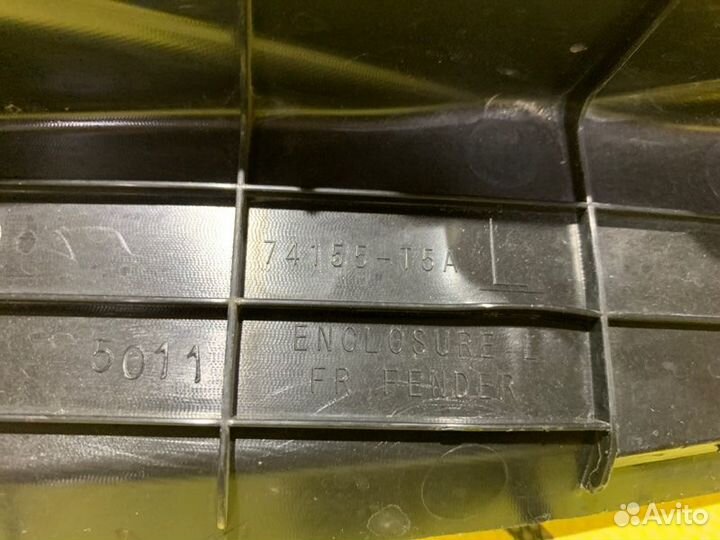 74155-T5A L
5011
ENCLOSURE L
FR FENDER
Avito